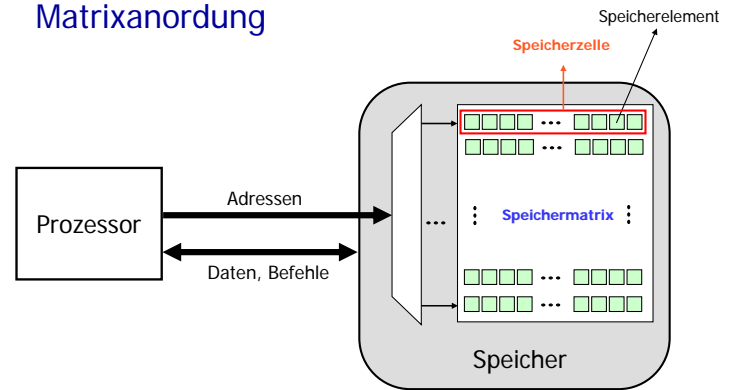 Matrixanordung
Speicherelement
Speicherzelle
Adressen
Prozessor
Speichermatrix
Daten, Befehle
Speicher